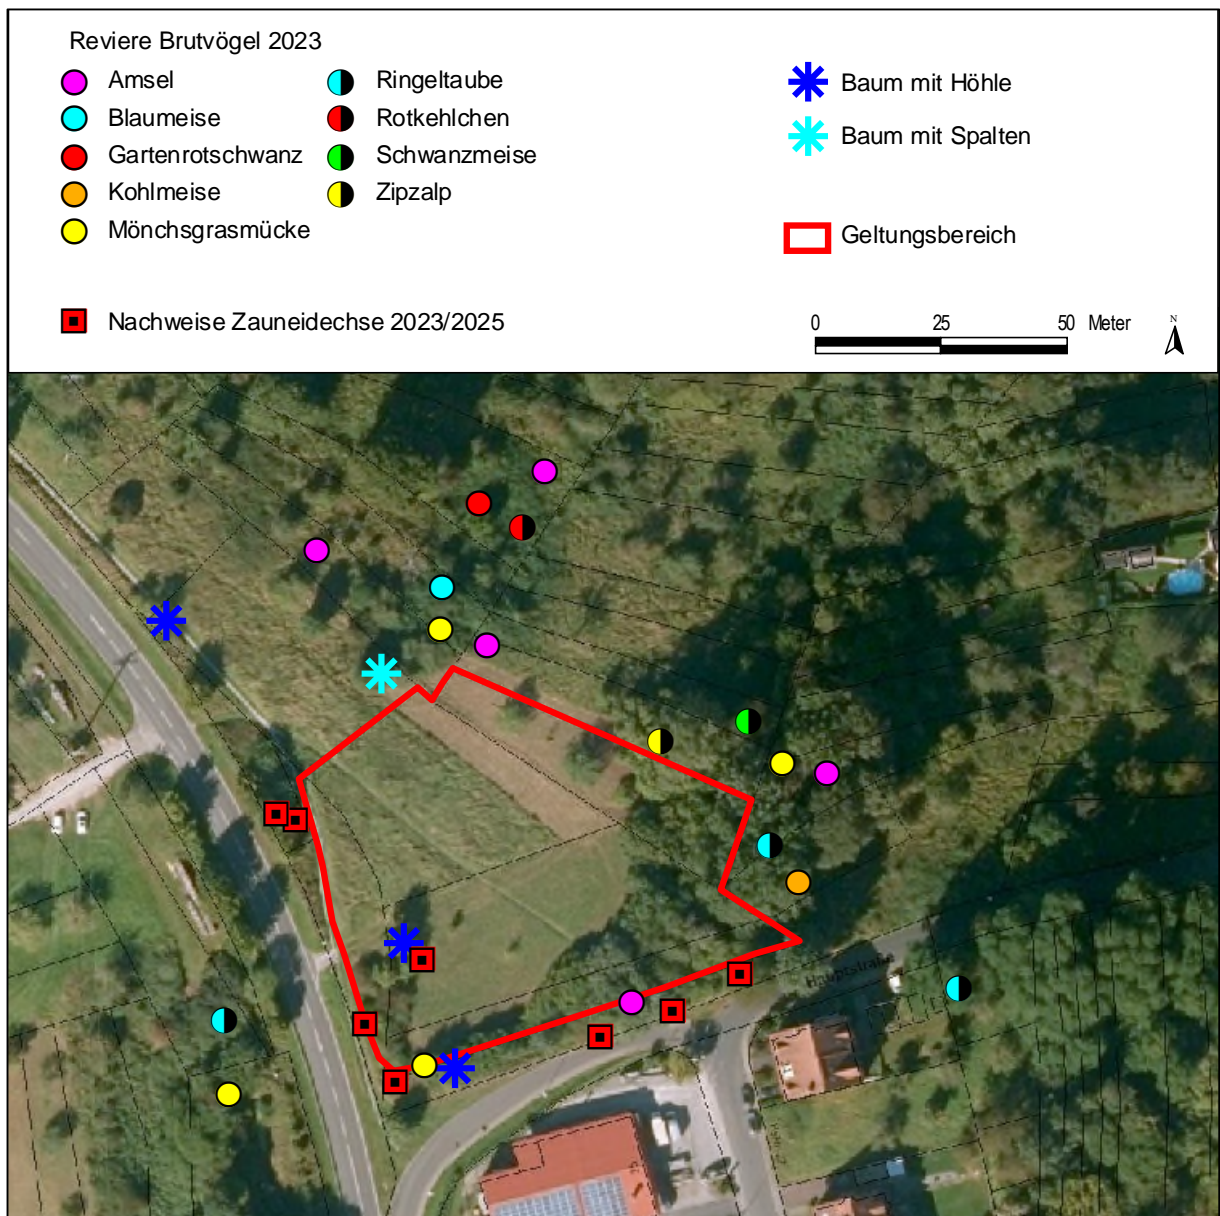 Reviere Brutvögel 2023
Amsel
Blaumeise
Gartenrotschwanz
Kohlmeise
Mönchsgrasmücke
Ringeltaube
Rotkehlchen
Schwanzmeise
Zipzalp
Baum mit Höhle
Baum mit Spalten
Geltungsbereich
Nachweise Zauneidechse 2023/2025
0 25 50 Meter
N
Hauptstraße